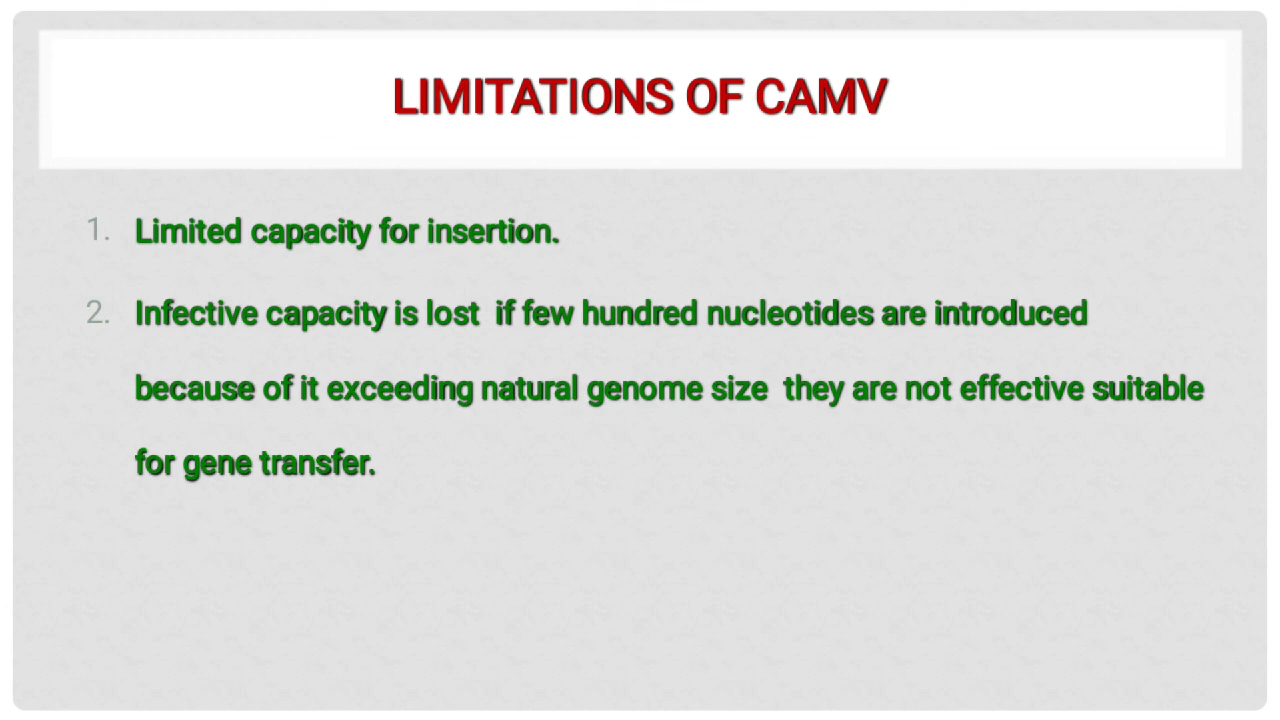 LIMITATIONS OF CAMV
1. Limited capacity for insertion.
2. Infective capacity is lost  if few hundred nucleotides are introduced
because of it exceeding natural genome size  they are not effective suitable
for gene transfer.